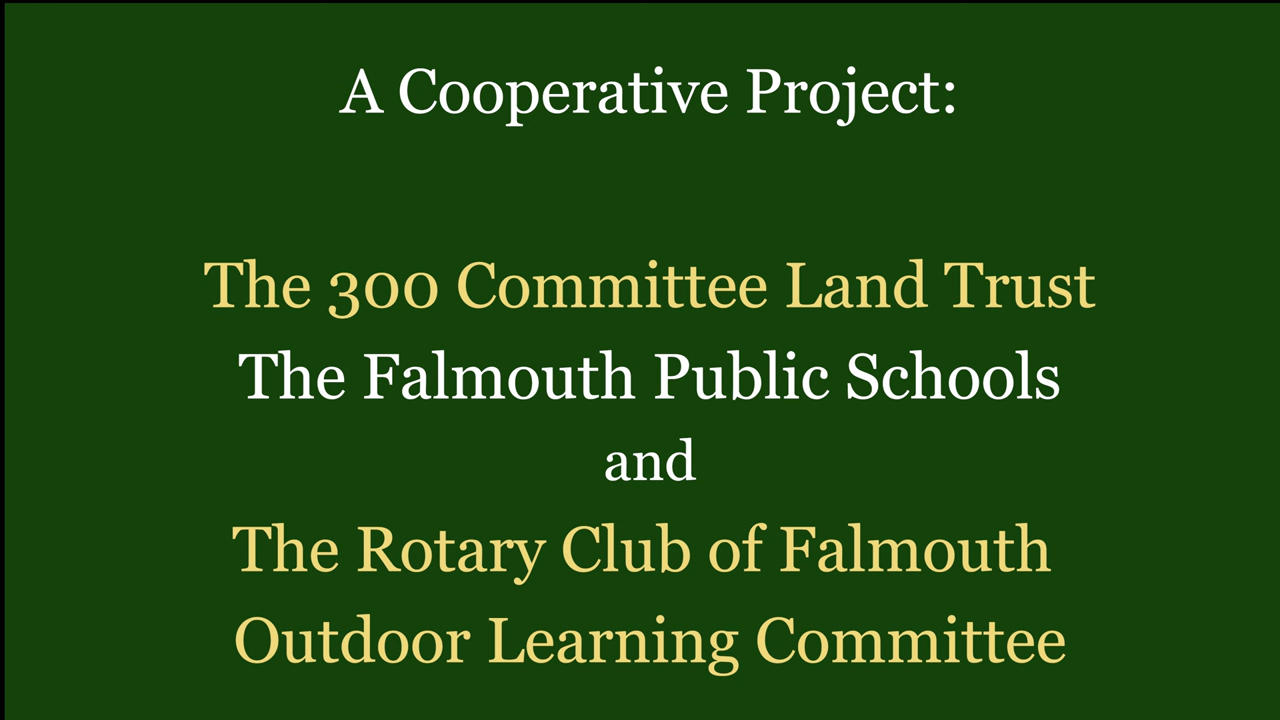 A Cooperative Project:
The 300 Committee Land Trust
The Falmouth Public Schools
and
The Rotary Club of Falmouth
Outdoor Learning Committee